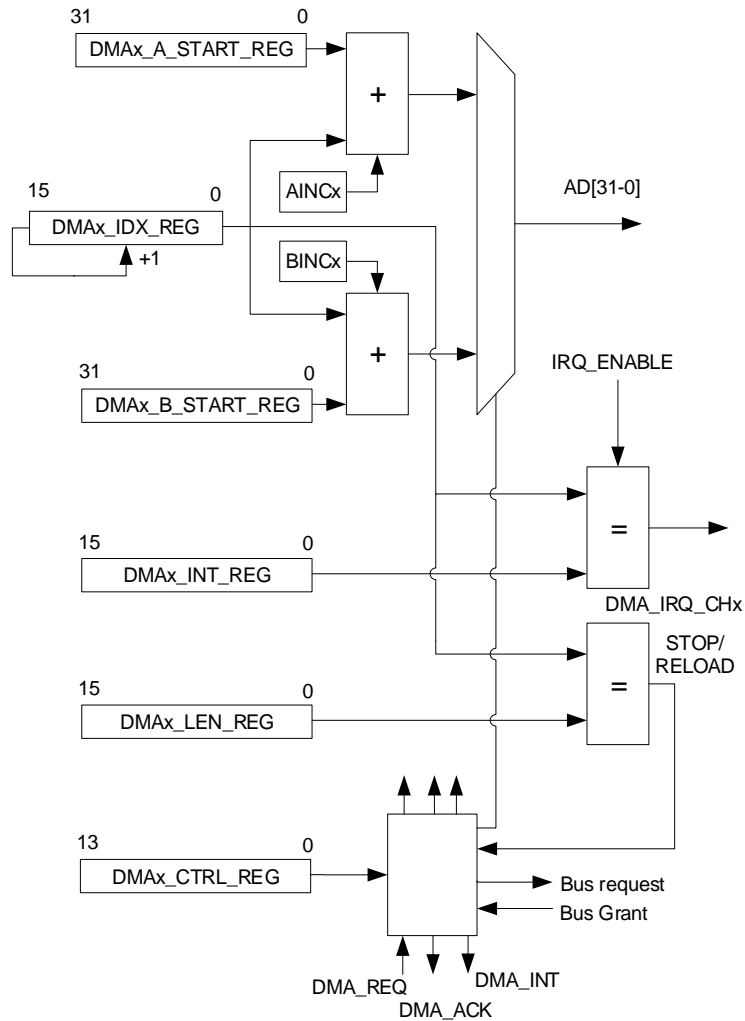 31 0
DMAx_A_START_REG
+
AINCx
15 0
DMAx_IDX_REG
+1
AD[31-0]
BINCx
+
31 0
DMAx_B_START_REG
IRQ_ENABLE
=
15 0
DMAx_INT_REG
DMA_IRQ_CHx
STOP/
RELOAD
=
15 0
DMAx_LEN_REG
13 0
DMAx_CTRL_REG
Bus request
Bus Grant
DMA_REQ
DMA_INT
DMA_ACK